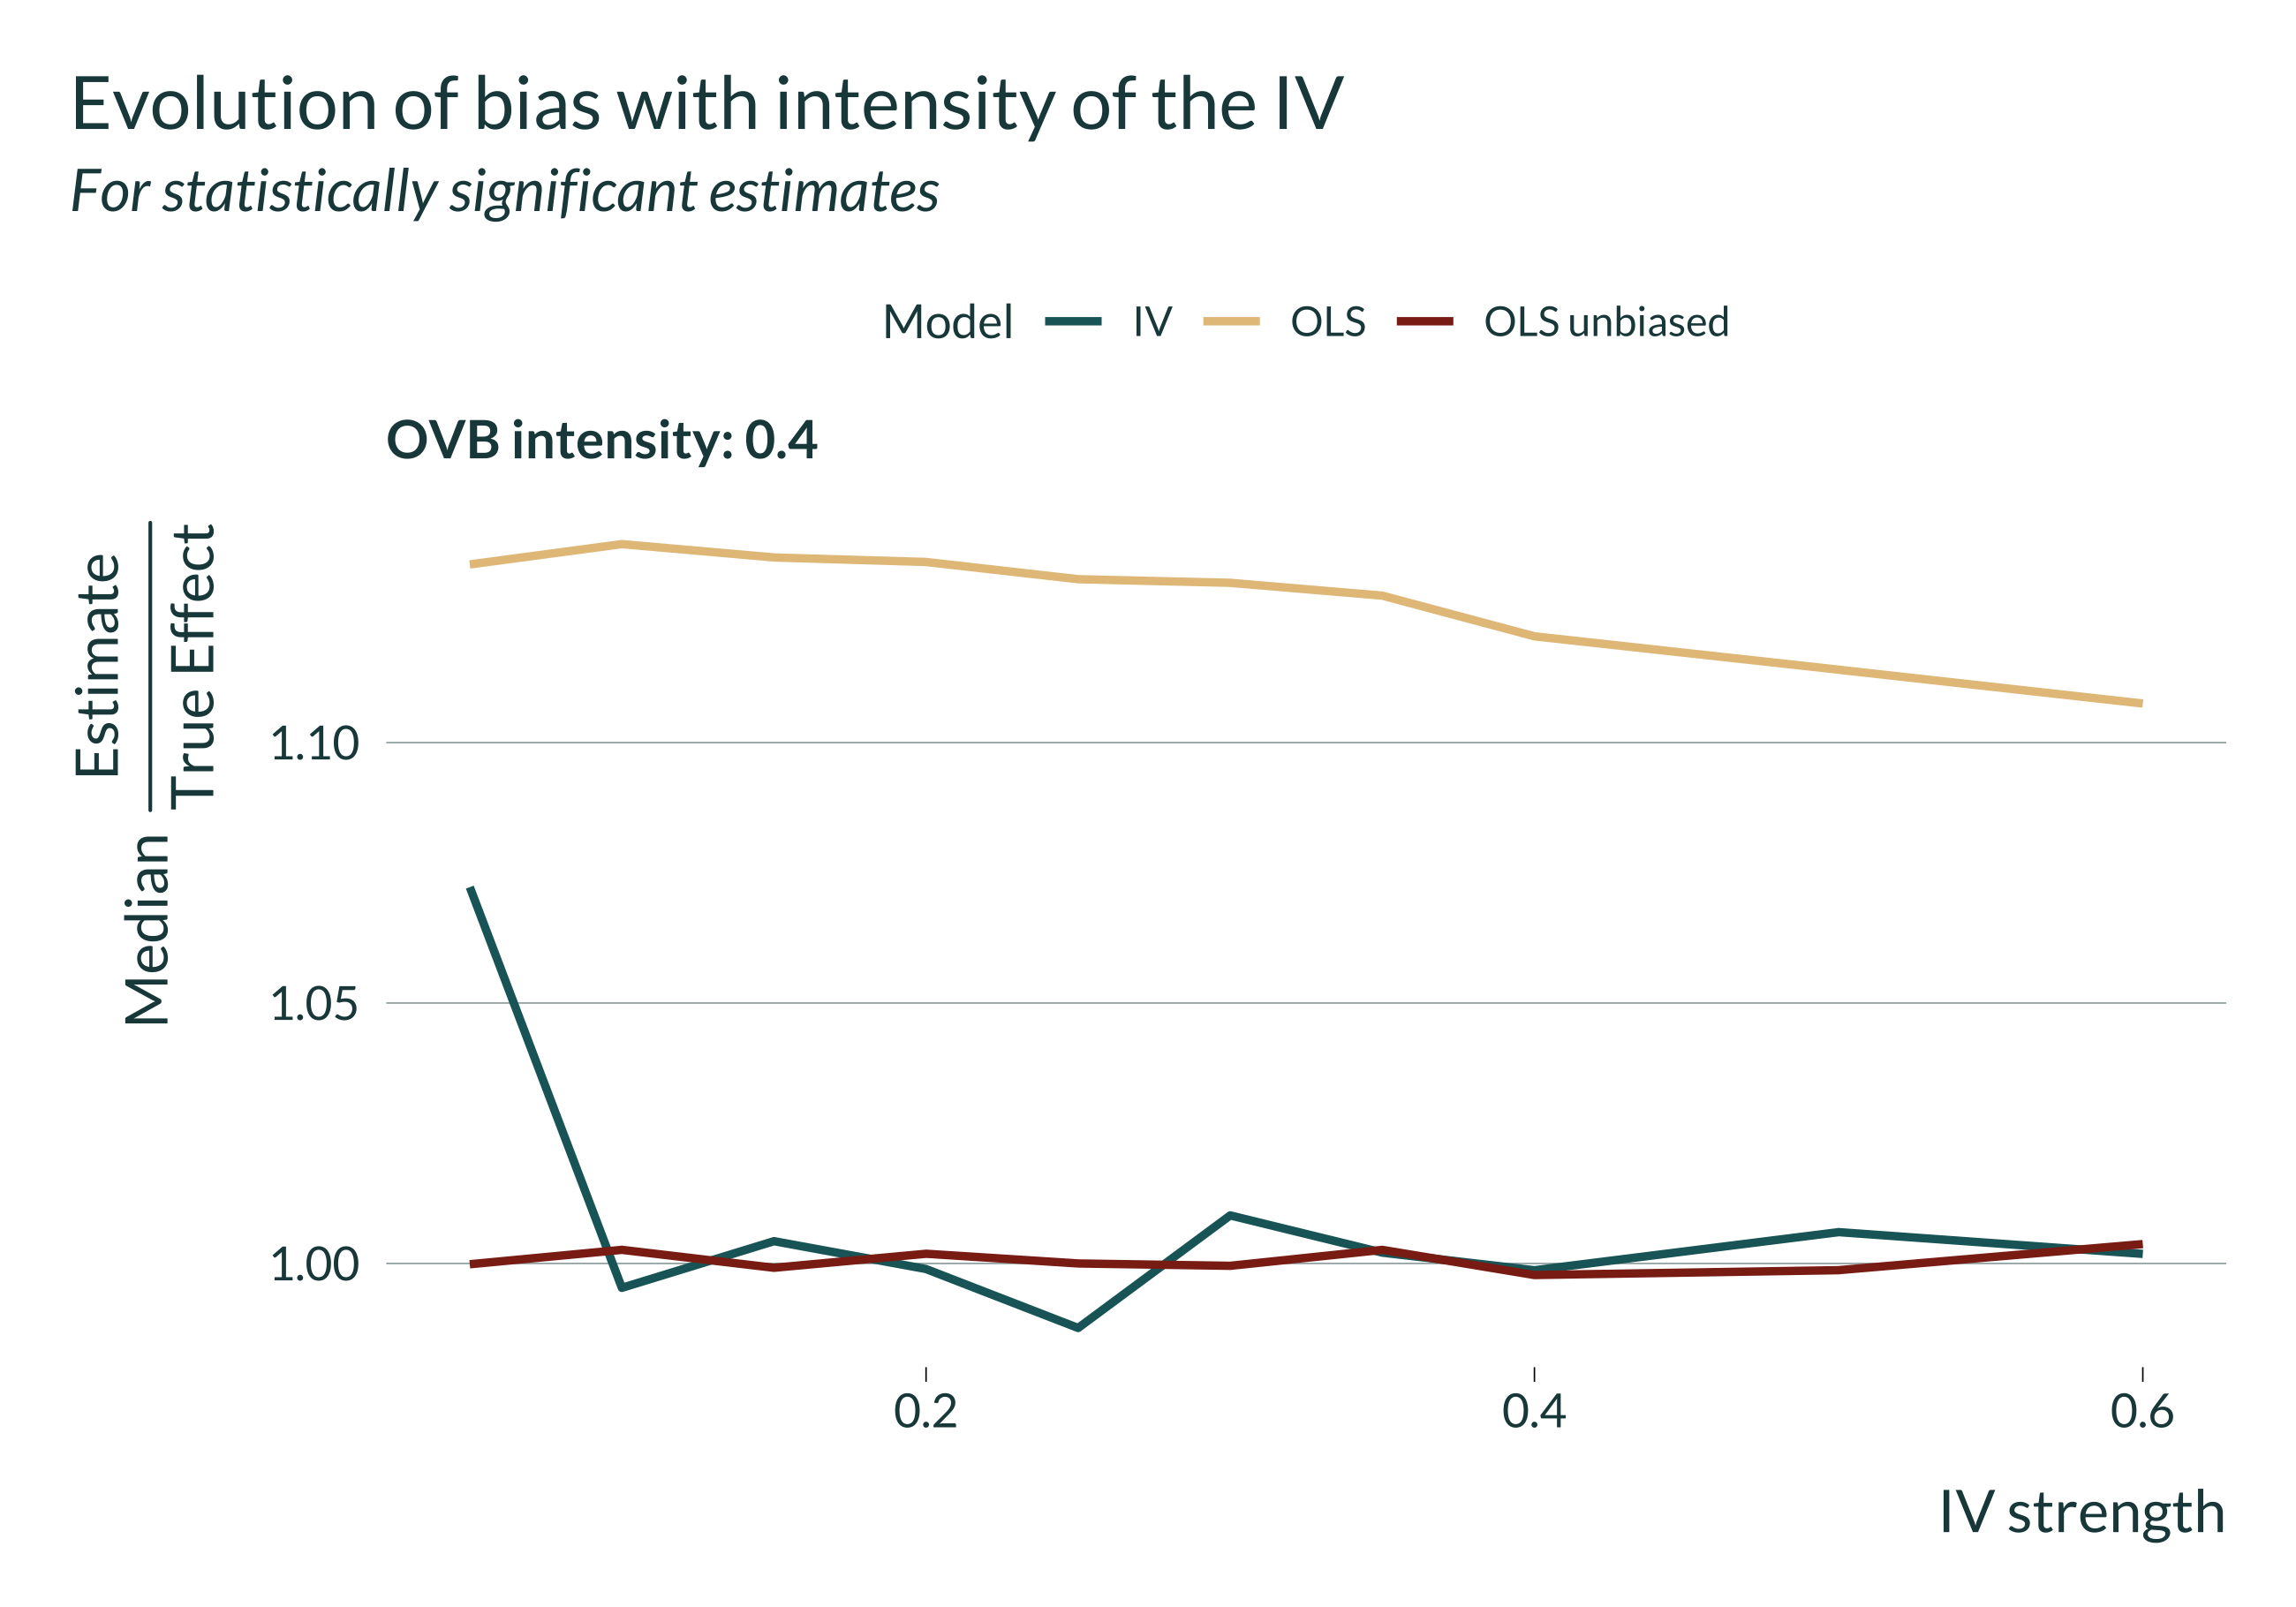 Evolution of bias with intensity of the IV
For statistically significant estimates
Model IV OLS OLS unbiased
OVB intensity: 0.4
Median Estimate
True Effect
1.10
1.05
1.00
0.2 0.4 0.6
IV strength